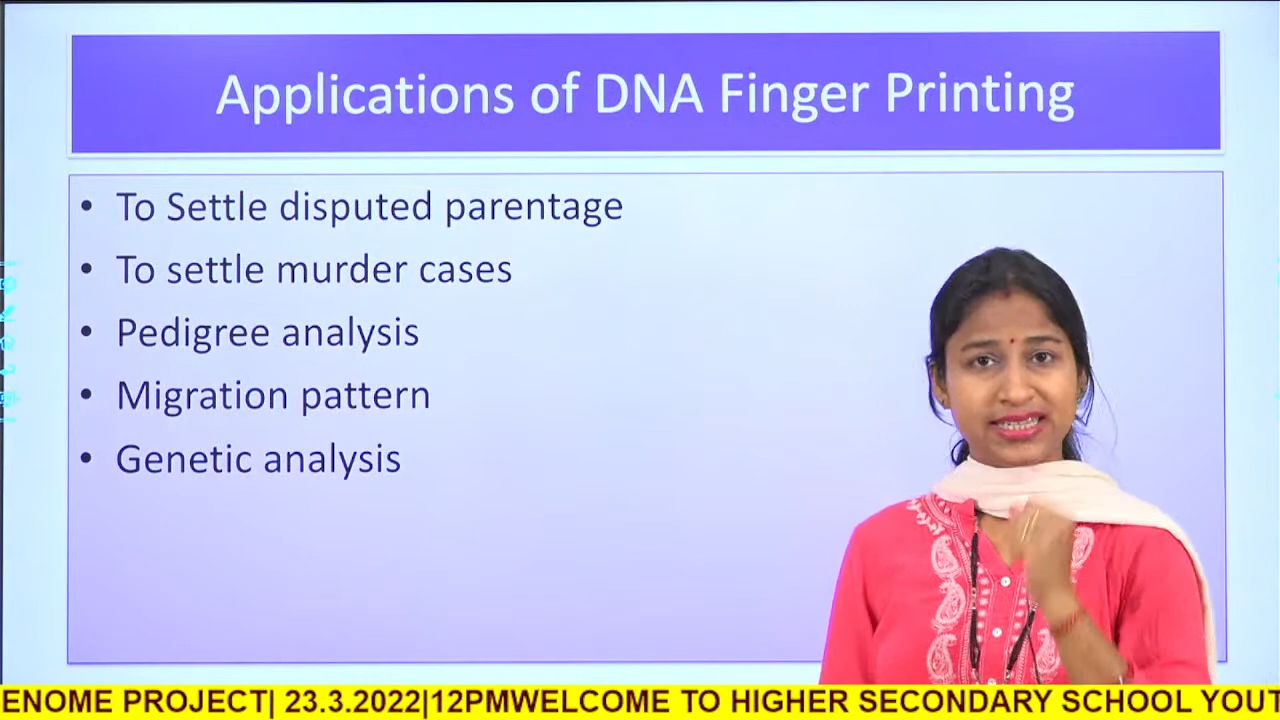 Applications of DNA Finger Printing
• To Settle disputed parentage
• To settle murder cases
• Pedigree analysis
• Migration pattern
• Genetic analysis
ENOME PROJECT| 23.3.2022|12PMWELCOME TO HIGHER SECONDARY SCHOOL YOUT